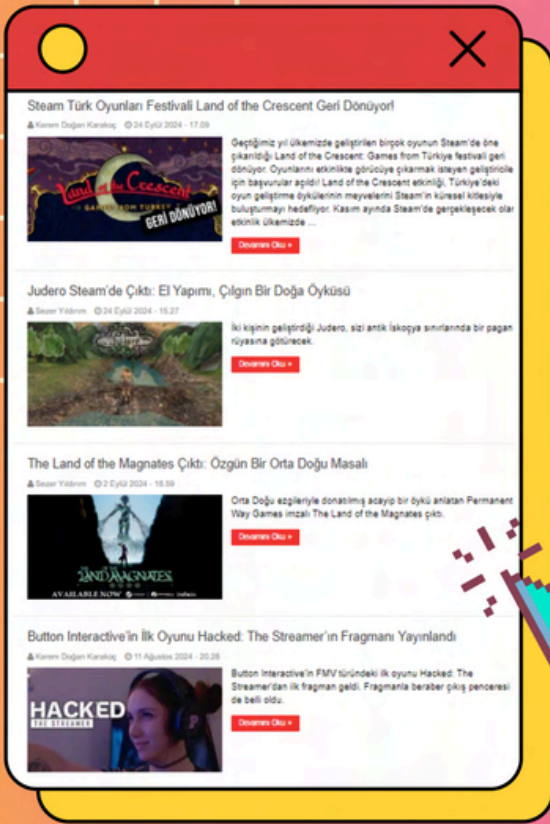 Steam Türk Oyunları Festivali Land of the Crescent Geri Dönüyor!
Kerem Doğan Karakoç 24 Eylül 2024 - 17.09
Land of the Crescent
GAMES FROM TURKEY
GERİ DÖNÜYOR!
Geçtiğimiz yıl ülkemizde geliştirilen birçok oyunun Steam'de öne
çıkarıldığı Land of the Crescent: Games from Türkiye festivali geri
dönüyor. Oyunlarını etkinlikte görücüye çıkarmak isteyen geliştiricile
için başvurular açıldı! Land of the Crescent etkinliği, Türkiye'deki
oyun geliştirme öykülerinin meyvelerini Steam'in küresel kitlesiyle
buluşturmayı hedefliyor. Kasım ayında Steam'de gerçekleşecek olan
etkinlik ülkemizde ...
Devamını Oku »
Judero Steam'de Çıktı: El Yapımı, Çılgın Bir Doğa Öyküsü
Sezer Yıldırım 24 Eylül 2024 - 15.27
İki kişinin geliştirdiği Judero, sizi antik İskoçya sınırlarında bir pagan
rüyasına götürecek.
Devamını Oku »
The Land of the Magnates Çıktı: Özgün Bir Orta Doğu Masalı
Sezer Yıldırım 2 Eylül 2024 - 18.59
THE
LAND OF THE MAGNATES
AVAILABLE NOW
Orta Doğu ezgileriyle donatılmış acayip bir öykü anlatan Permanent
Way Games imzalı The Land of the Magnates çıktı.
Devamını Oku »
Button Interactive'in İlk Oyunu Hacked: The Streamer'ın Fragmanı Yayınlandı
Kerem Doğan Karakoç 11 Ağustos 2024 - 20.28
HACKED
THE STREAMER
Button Interactive'in FMV türündeki ilk oyunu Hacked: The
Streamer'dan ilk fragman geldi. Fragmanla beraber çıkış penceresi
de belli oldu.
Devamını Oku »